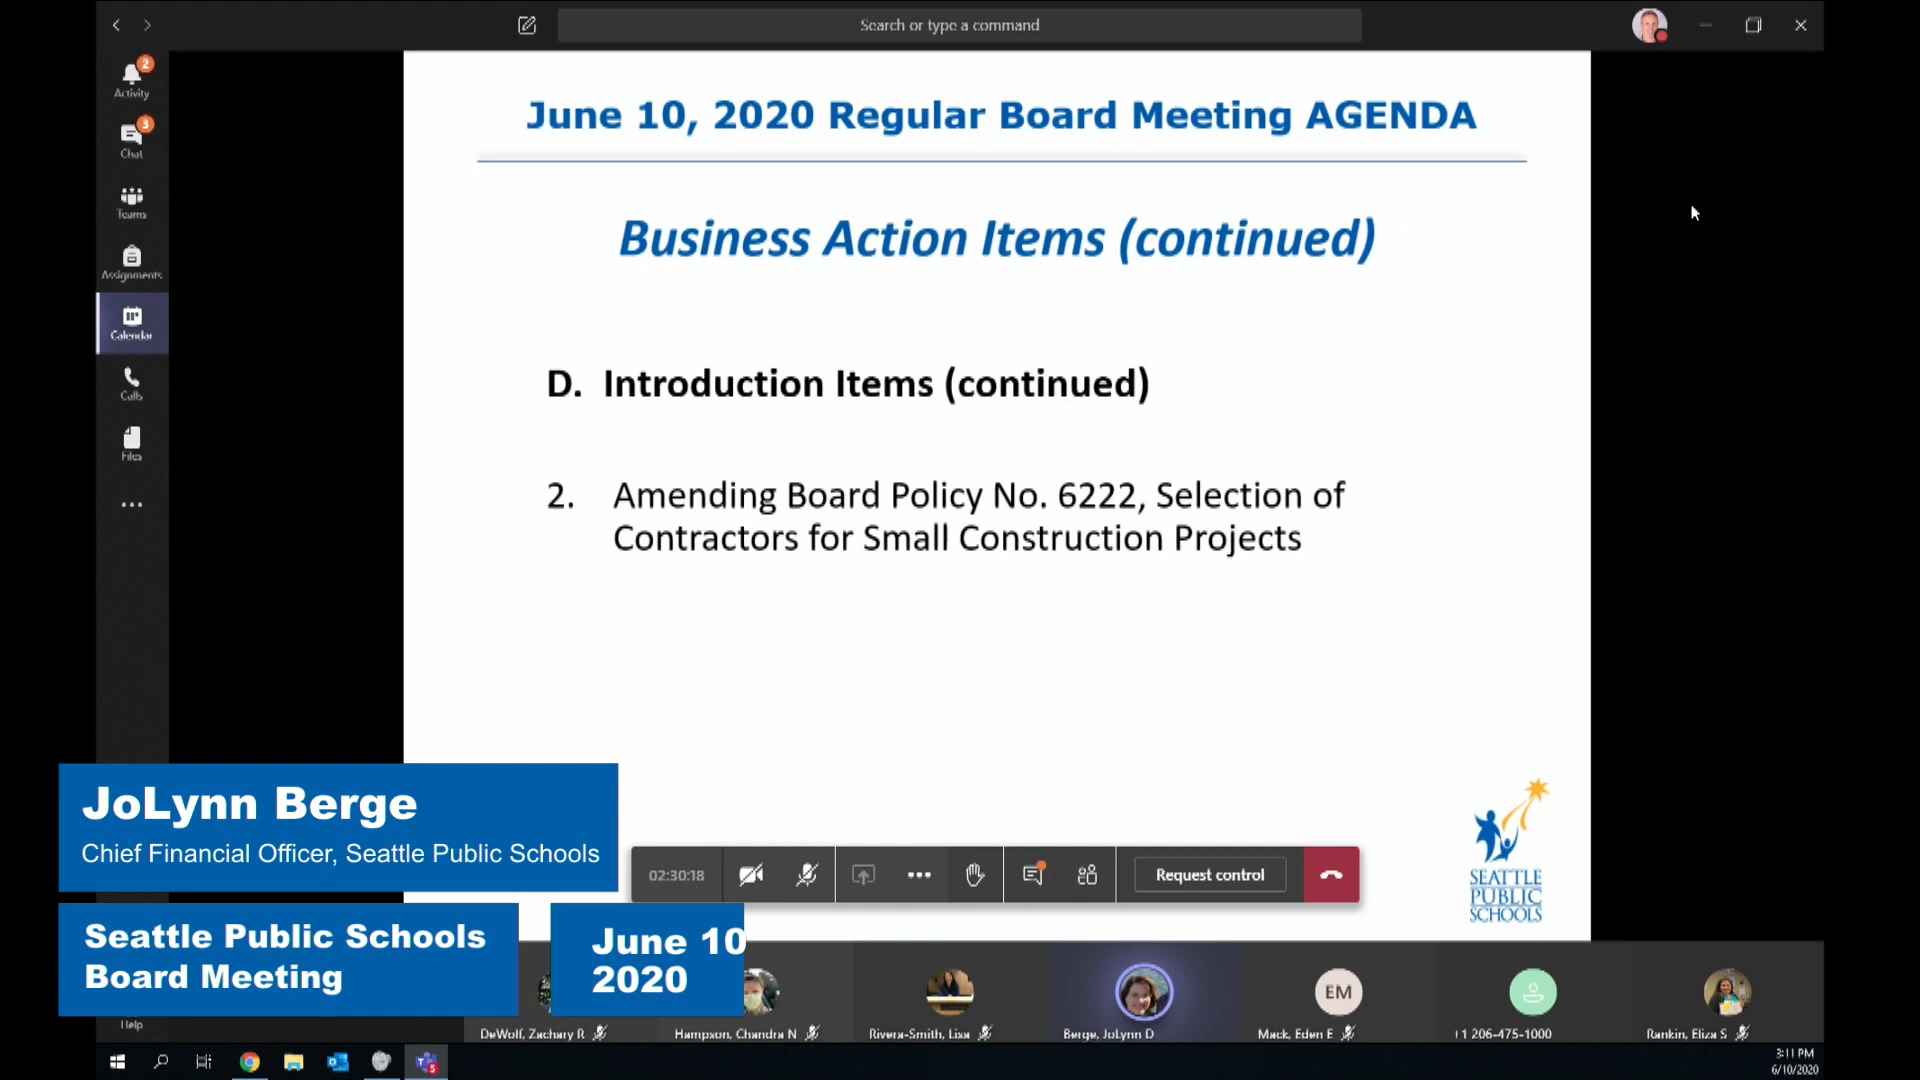 Search or type a command
2
Activity
3
Chat
Teams
Assignments
Calendar
Calls
Files
June 10, 2020 Regular Board Meeting AGENDA
Business Action Items (continued)
D. Introduction Items (continued)
2. Amending Board Policy No. 6222, Selection of
Contractors for Small Construction Projects
JoLynn Berge
Chief Financial Officer, Seattle Public Schools
02:30:18
Request control
SEATTLE
PUBLIC
SCHOOLS
Seattle Public Schools
Board Meeting
June 10
2020
Help
DeWolf, Zachary R
Hampson, Chandra N
Rivera-Smith, Lisa
Berge, JoLynn D
EM
Mack, Eden E
+1 206-475-1000
Rankin, Eliza S
5
3:11 PM
6/10/2020